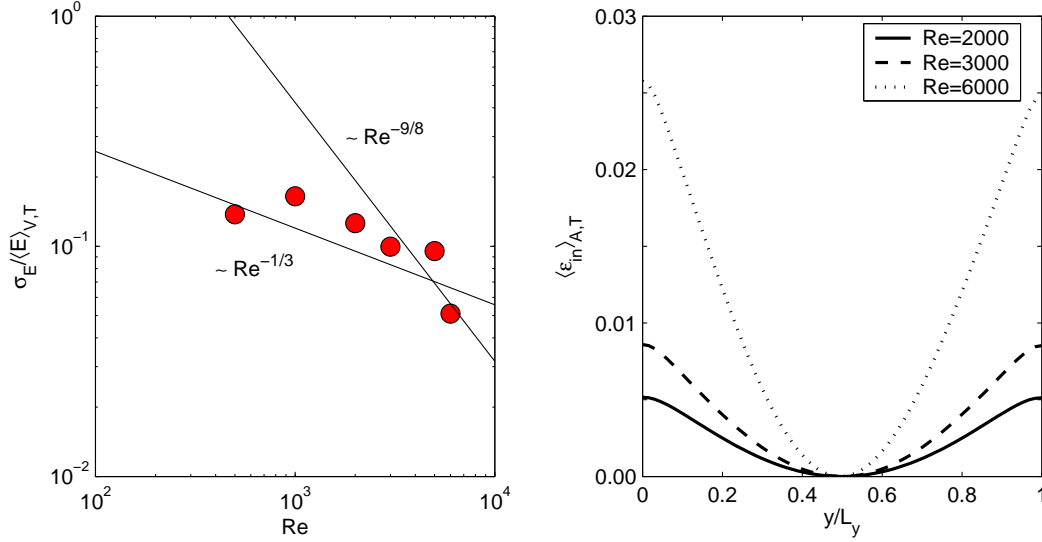 10^0
10^-1
10^-2
σ_E/⟨E⟩_V,T
~ Re^-9/8
~ Re^-1/3
10^2
10^3
10^4
Re
0.03
0.02
0.01
0.00
⟨ε_in⟩_A,T
Re=2000
Re=3000
Re=6000
0
0.2
0.4
0.6
0.8
1
y/L_y